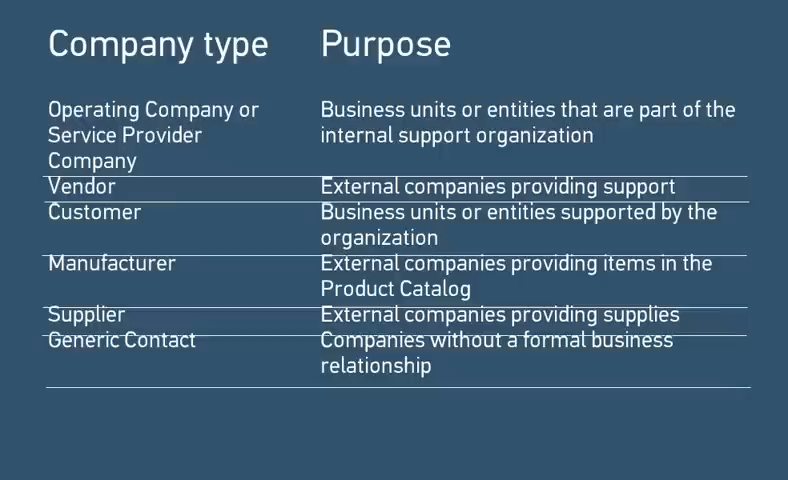 Company type Purpose
Operating Company or Business units or entities that are part of the
Service Provider internal support organization
Company
Vendor External companies providing support
Customer Business units or entities supported by the
organization
Manufacturer External companies providing items in the
Product Catalog
Supplier External companies providing supplies
Generic Contact Companies without a formal business
relationship